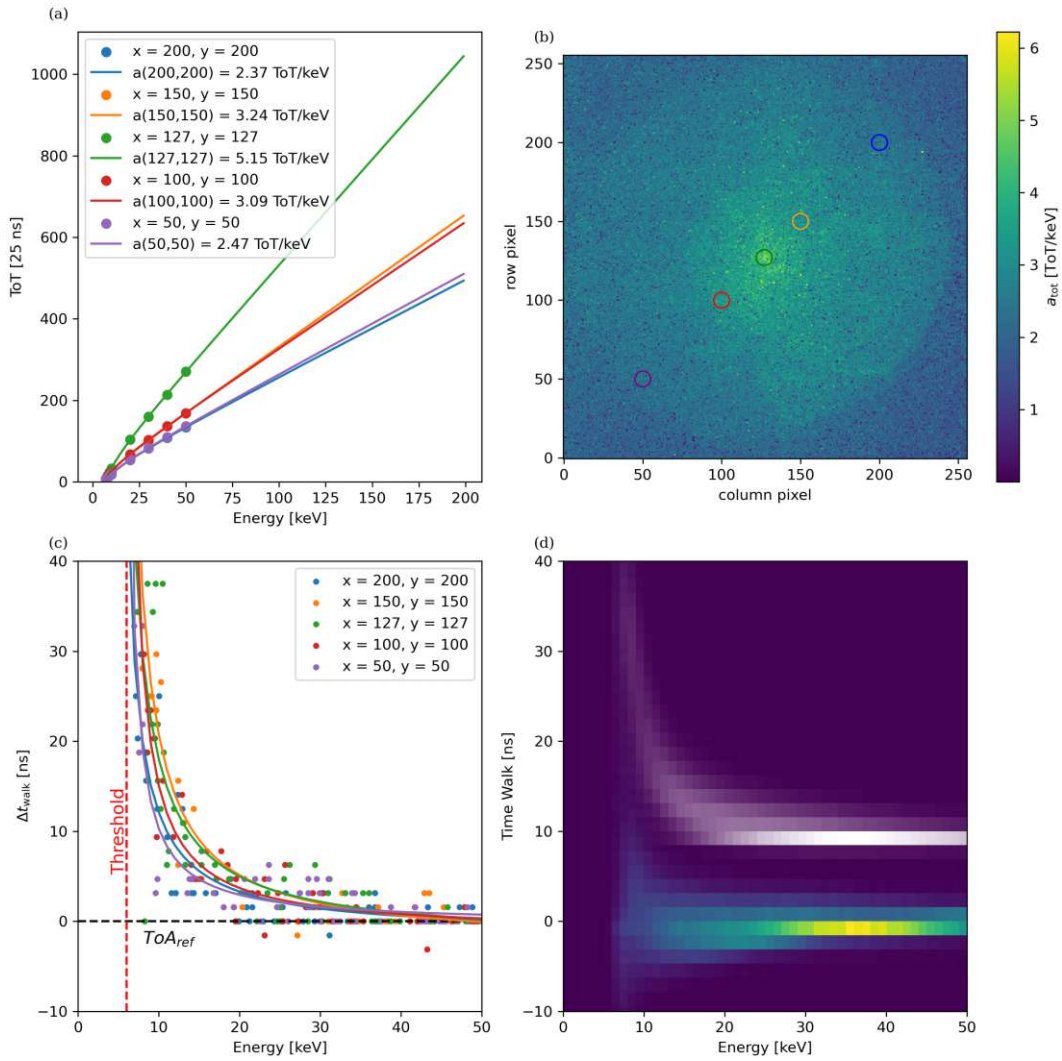 (a)
x = 200, y = 200
a(200,200) = 2.37 ToT/keV
x = 150, y = 150
a(150,150) = 3.24 ToT/keV
x = 127, y = 127
a(127,127) = 5.15 ToT/keV
x = 100, y = 100
a(100,100) = 3.09 ToT/keV
x = 50, y = 50
a(50,50) = 2.47 ToT/keV
1000
800
600
400
200
0
ToT [25 ns]
0 25 50 75 100 125 150 175 200
Energy [keV]
(b)
250
200
150
100
50
0
row pixel
0 50 100 150 200 250
column pixel
6
5
4
3
2
1
a_tot [ToT/keV]
(c)
x = 200, y = 200
x = 150, y = 150
x = 127, y = 127
x = 100, y = 100
x = 50, y = 50
40
30
20
10
0
−10
Δt_walk [ns]
Threshold
ToA_ref
0 10 20 30 40 50
Energy [keV]
(d)
40
30
20
10
0
−10
Time Walk [ns]
0 10 20 30 40 50
Energy [keV]